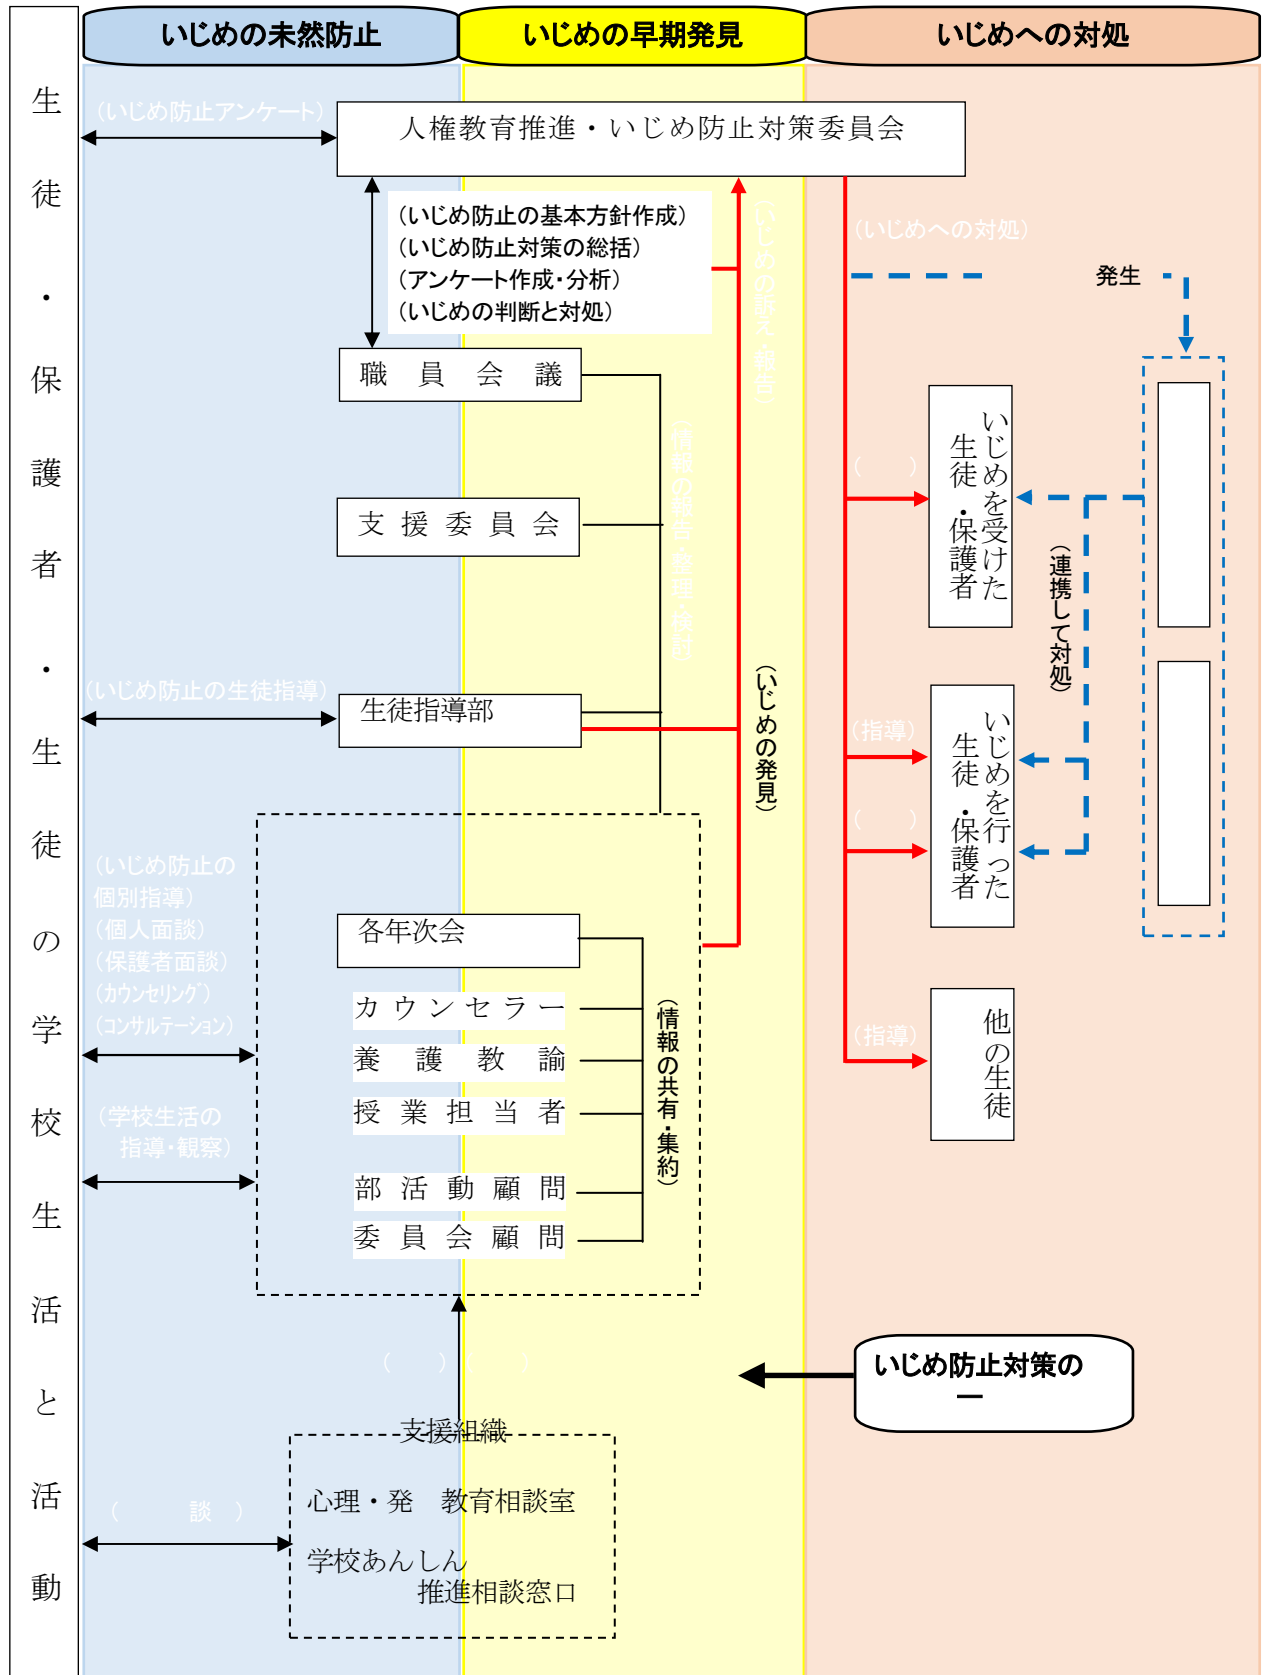 いじめの未然防止
いじめの早期発見
いじめへの対処
生徒・保護者・生徒の学校生活と活動
(いじめ防止アンケート)
人権教育推進・いじめ防止対策委員会
(いじめ防止の基本方針作成)
(いじめ防止対策の総括)
(アンケート作成・分析)
(いじめの判断と対処)
(いじめの訴え・報告)
(いじめへの対処)
発生
職員会議
(情報の報告・整理・検討)
支援委員会
いじめを受けた
生徒・保護者
(　　)
(連携して対処)
(いじめ防止の生徒指導)
生徒指導部
(いじめの発見)
(指導)
(　　)
いじめを行った
生徒・保護者
(いじめ防止の
個別指導)
(個人面談)
(保護者面談)
(カウンセリング)
(コンサルテーション)
各年次会
カウンセラー
養護教諭
授業担当者
部活動顧問
委員会顧問
(情報の共有・集約)
(指導)
他の生徒
(学校生活の
指導・観察)
(　　)
いじめ防止対策の
ー
支援組織
心理・発　教育相談室
学校あんしん
推進相談窓口
(　　談　)